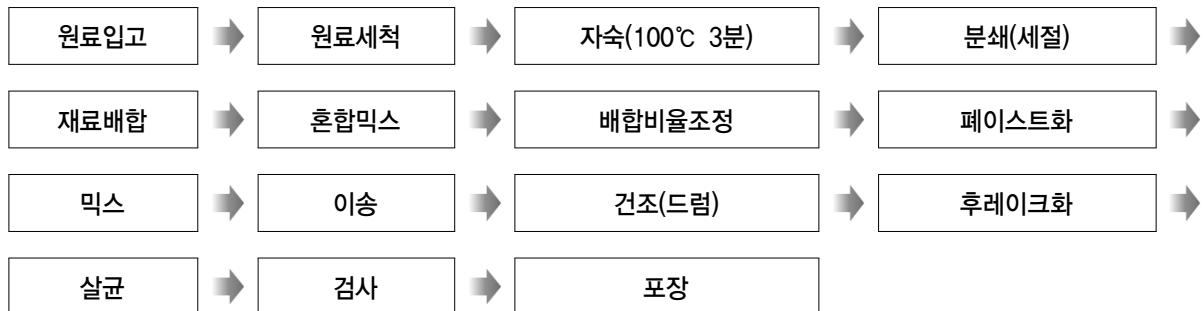 원료입고 원료세척 자숙(100℃ 3분) 분쇄(세절)
재료배합 혼합믹스 배합비율조정 페이스트화
믹스 이송 건조(드럼) 후레이크화
살균 검사 포장